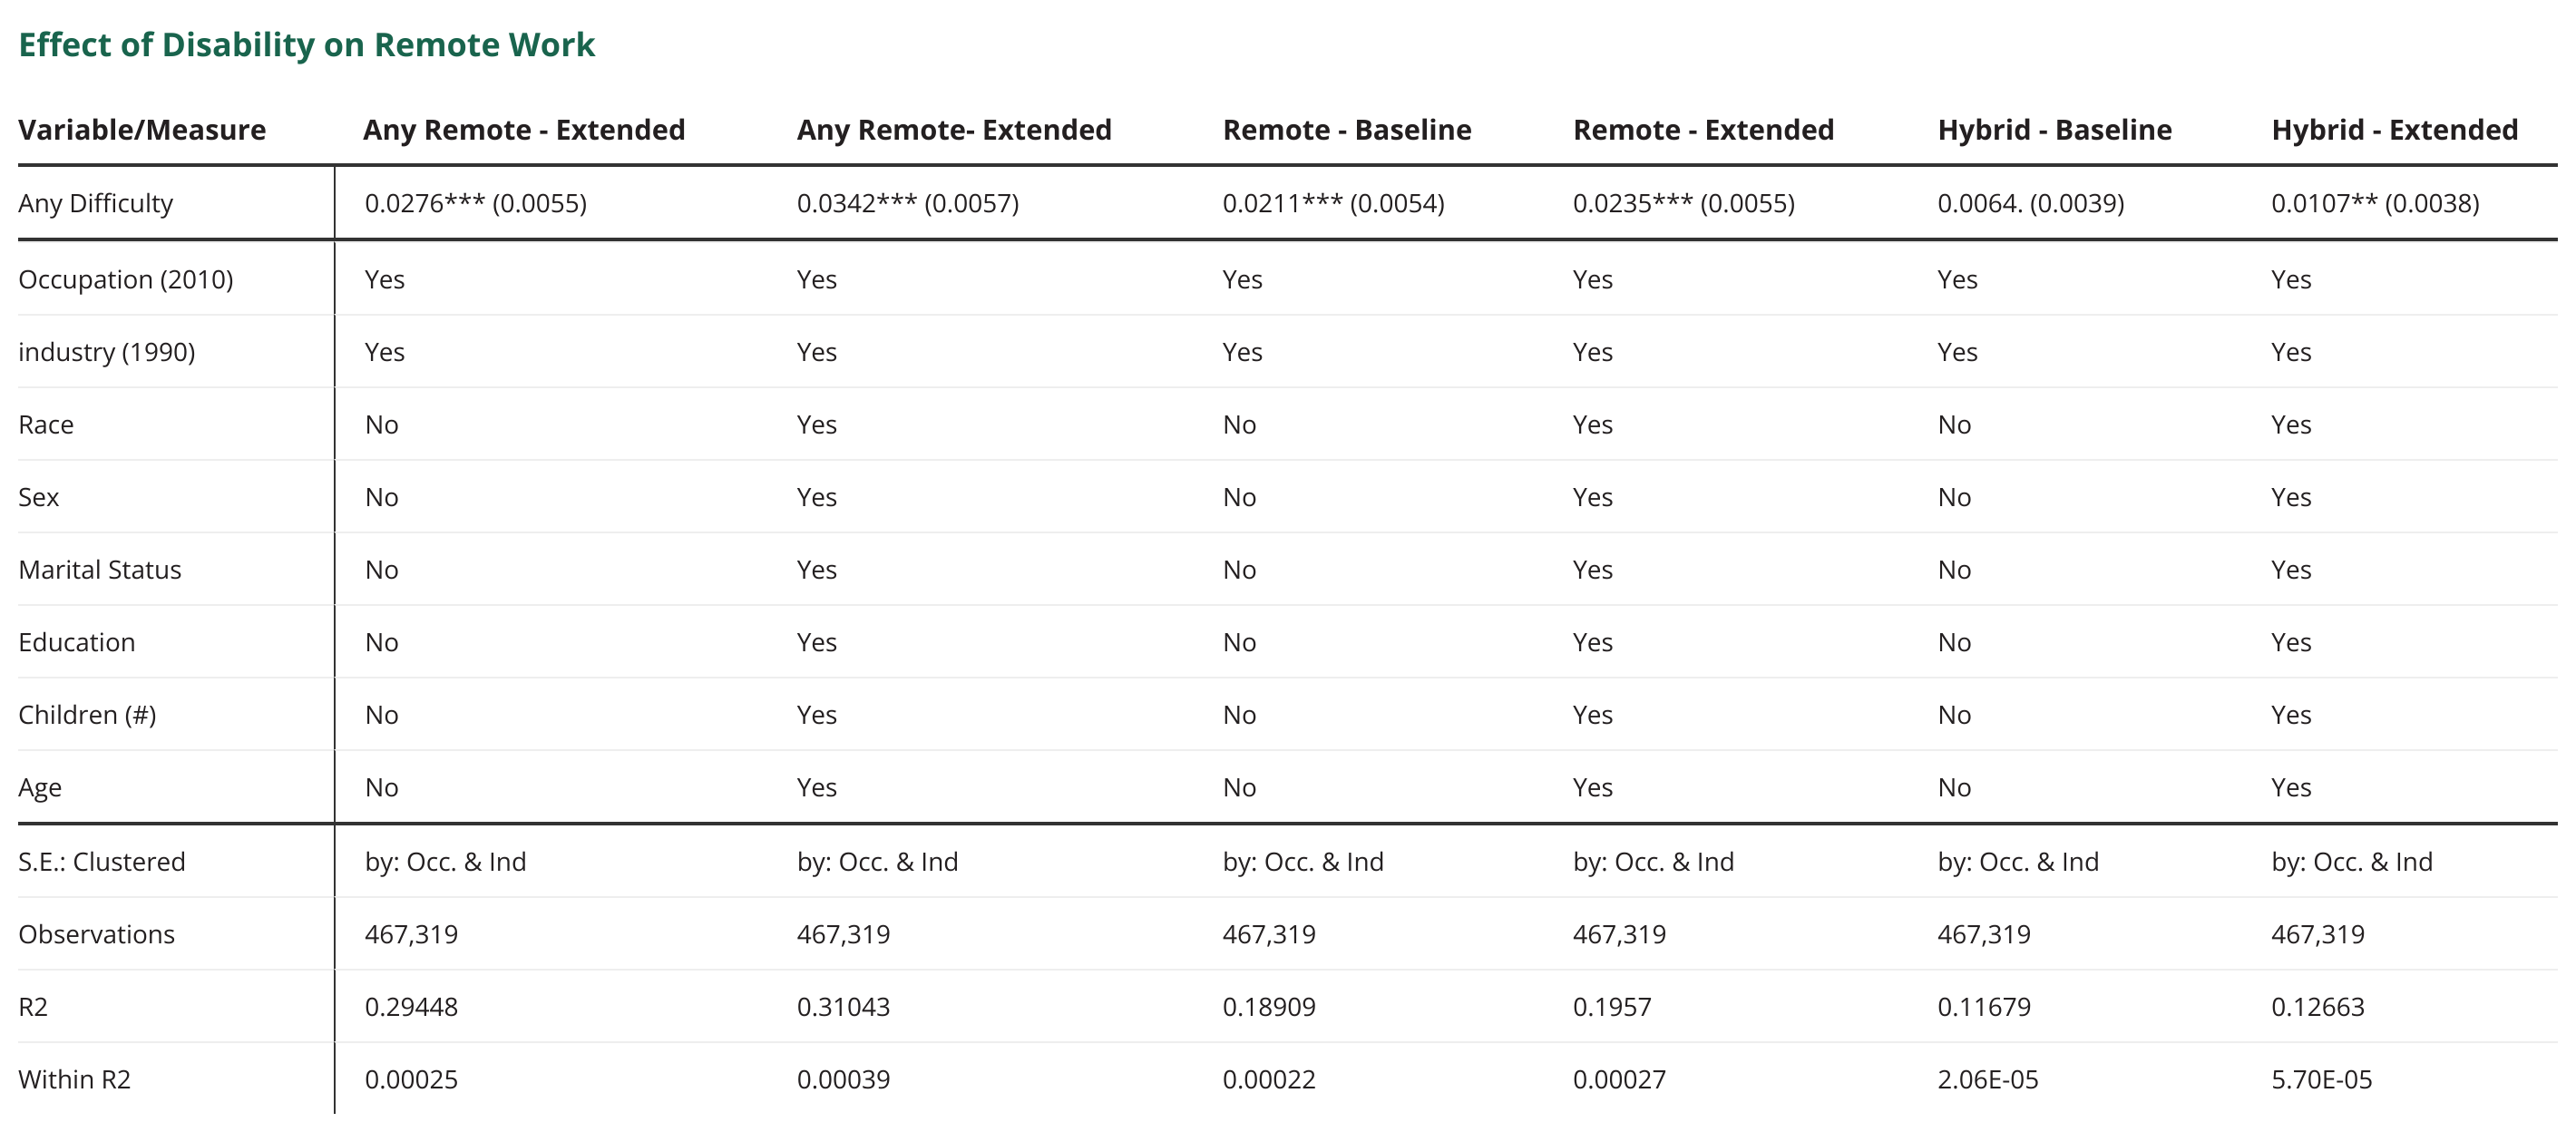 Effect of Disability on Remote Work
Variable/Measure Any Remote - Extended Any Remote- Extended Remote - Baseline Remote - Extended Hybrid - Baseline Hybrid - Extended
Any Difficulty 0.0276*** (0.0055) 0.0342*** (0.0057) 0.0211*** (0.0054) 0.0235*** (0.0055) 0.0064. (0.0039) 0.0107** (0.0038)
Occupation (2010) Yes Yes Yes Yes Yes Yes
industry (1990) Yes Yes Yes Yes Yes Yes
Race No Yes No Yes No Yes
Sex No Yes No Yes No Yes
Marital Status No Yes No Yes No Yes
Education No Yes No Yes No Yes
Children (#) No Yes No Yes No Yes
Age No Yes No Yes No Yes
S.E.: Clustered by: Occ. & Ind by: Occ. & Ind by: Occ. & Ind by: Occ. & Ind by: Occ. & Ind by: Occ. & Ind
Observations 467,319 467,319 467,319 467,319 467,319 467,319
R2 0.29448 0.31043 0.18909 0.1957 0.11679 0.12663
Within R2 0.00025 0.00039 0.00022 0.00027 2.06E-05 5.70E-05